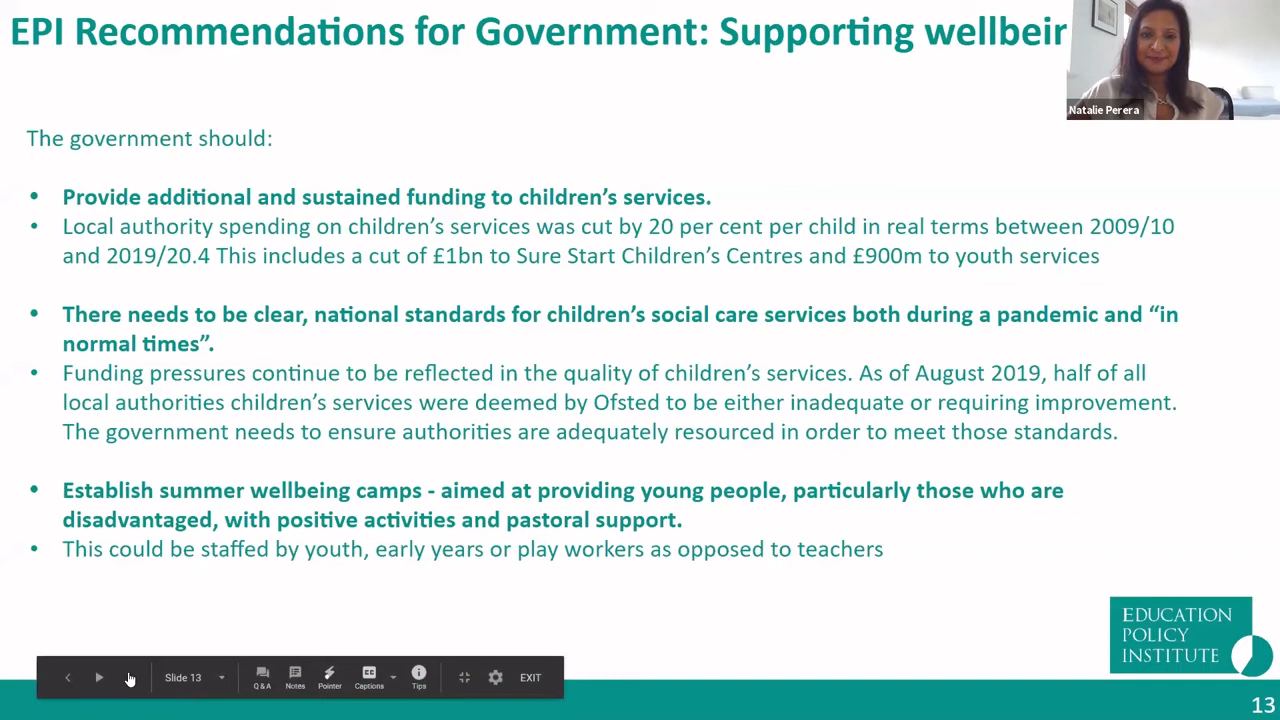 EPI Recommendations for Government: Supporting wellbein
Natalie Perera
The government should:
• Provide additional and sustained funding to children's services.
• Local authority spending on children's services was cut by 20 per cent per child in real terms between 2009/10
and 2019/20.4 This includes a cut of £1bn to Sure Start Children's Centres and £900m to youth services
• There needs to be clear, national standards for children's social care services both during a pandemic and “in
normal times”.
• Funding pressures continue to be reflected in the quality of children's services. As of August 2019, half of all
local authorities children's services were deemed by Ofsted to be either inadequate or requiring improvement.
The government needs to ensure authorities are adequately resourced in order to meet those standards.
• Establish summer wellbeing camps - aimed at providing young people, particularly those who are
disadvantaged, with positive activities and pastoral support.
• This could be staffed by youth, early years or play workers as opposed to teachers
EDUCATION
POLICY
INSTITUTE
Slide 13
Q & A
Notes
Pointer
CC
Captions
Tips
EXIT
13